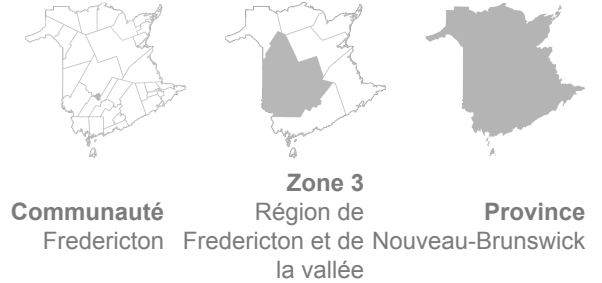 Communauté
Fredericton
Zone 3
Région de
Fredericton et de
la vallée
Province
Nouveau-Brunswick